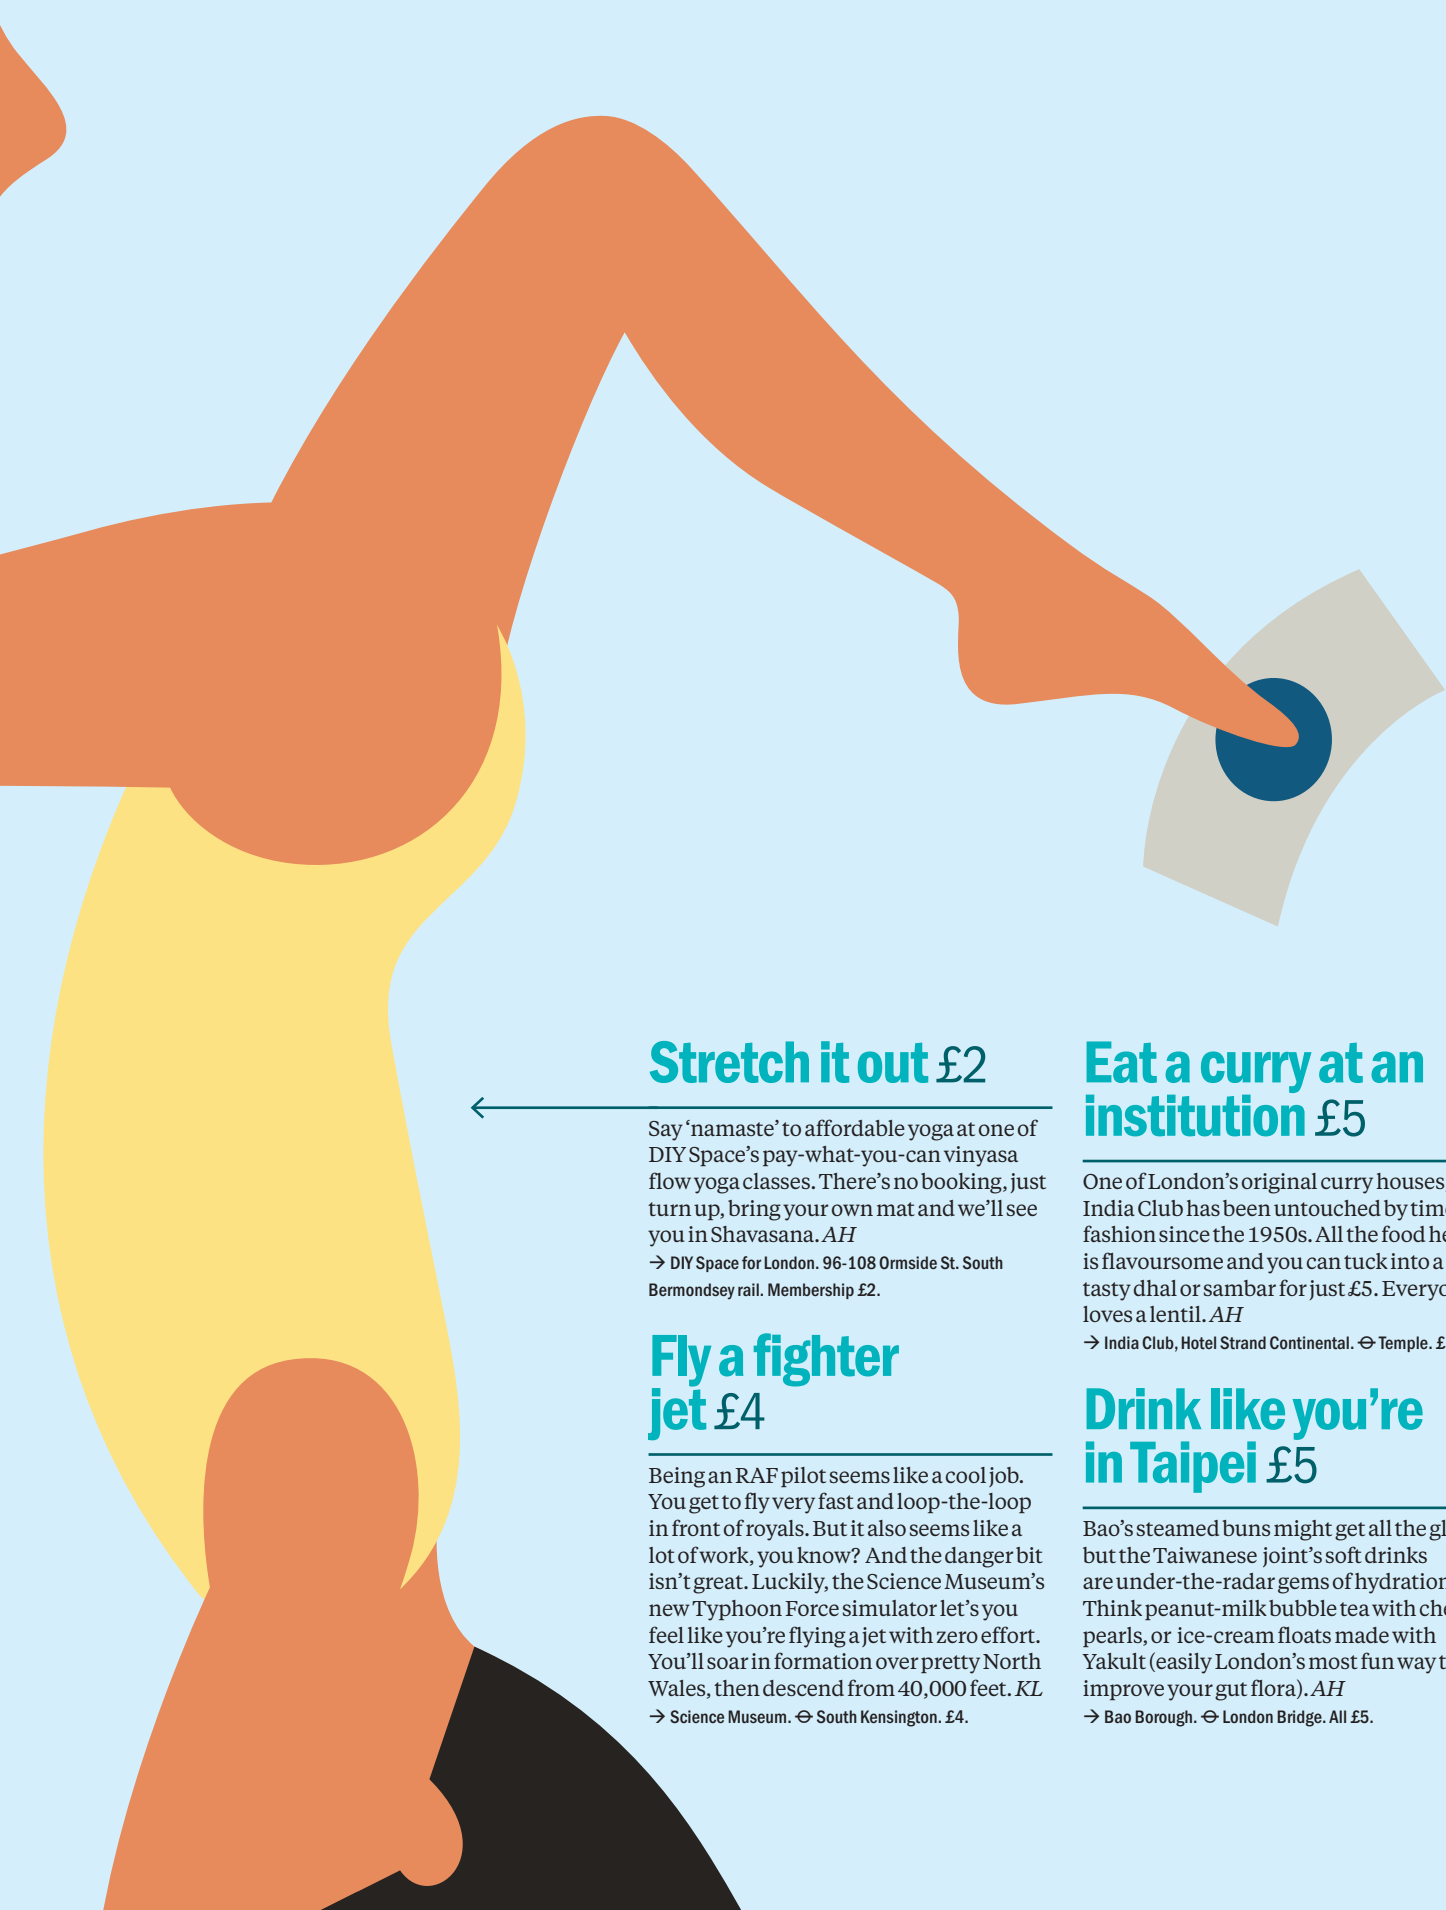 Stretch it out £2
Say ‘namaste’ to affordable yoga at one of
DIY Space’s pay-what-you-can vinyasa
flow yoga classes. There’s no booking, just
turn up, bring your own mat and we’ll see
you in Shavasana. AH
→ DIY Space for London. 96-108 Ormside St. South
Bermondsey rail. Membership £2.
Fly a fighter
jet £4
Being an RAF pilot seems like a cool job.
You get to fly very fast and loop-the-loop
in front of royals. But it also seems like a
lot of work, you know? And the danger bit
isn’t great. Luckily, the Science Museum’s
new Typhoon Force simulator let’s you
feel like you’re flying a jet with zero effort.
You’ll soar in formation over pretty North
Wales, then descend from 40,000 feet. KL
→ Science Museum. ⊖ South Kensington. £4.
Eat a curry at an
institution £5
One of London’s original curry houses
India Club has been untouched by
fashion since the 1950s. All the food
is flavoursome and you can tuck into a
tasty dhal or sambar for just £5.
loves a lentil. AH
→ India Club, Hotel Strand Continental. ⊖ Temple.
Drink like you’re
in Taipei £5
Bao’s steamed buns might get all the
but the Taiwanese joint’s soft drinks
are under-the-radar gems of hydration
Think peanut-milk bubble tea with
pearls, or ice-cream floats made with
Yakult (easily London’s most fun way
improve your gut flora). AH
→ Bao Borough. ⊖ London Bridge. All £5.